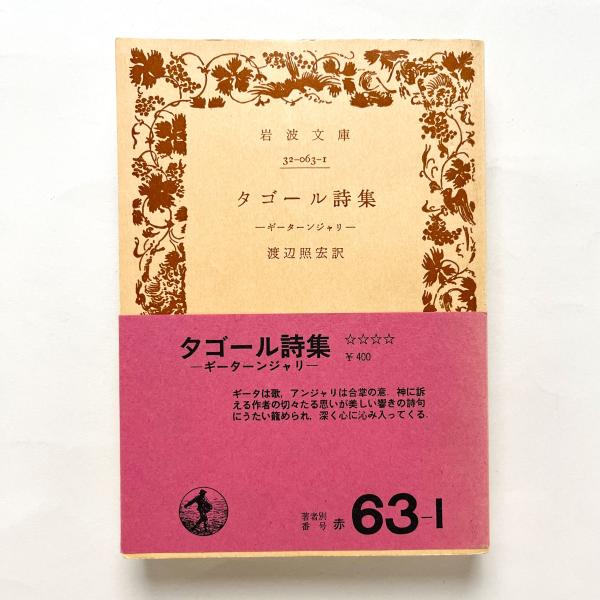 岩波文庫
32-063-1
タゴール詩集
―ギーターンジャリ―
渡辺照宏訳
タゴール詩集 ☆☆☆☆
―ギーターンジャリ― ¥400
ギータは歌,アンジャリは合掌の意.神に訴
える作者の切々たる思いが美しい響きの詩句
にうたい籠められ,深く心に沁み入ってくる.
著者別
番号 赤 63-1